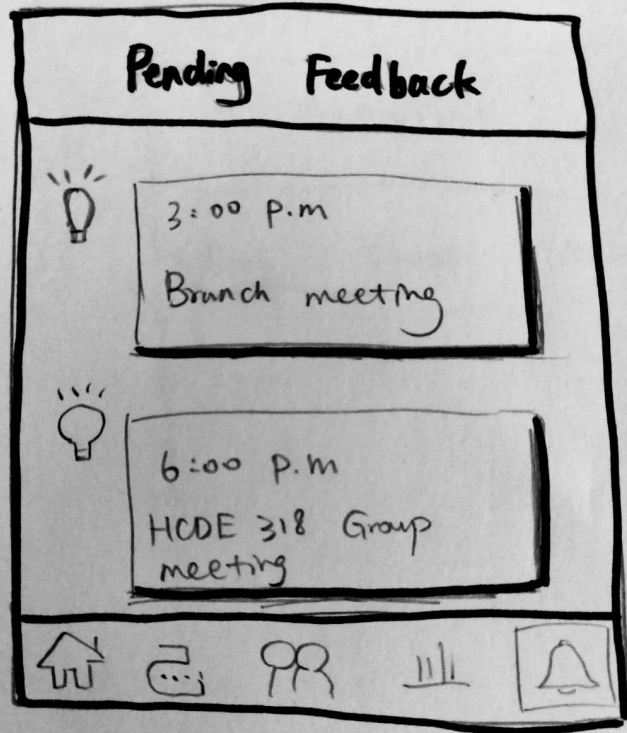 Pending Feedback
3:00 p.m
Brunch meeting
6:00 p.m
HCDE 318 Group
meeting